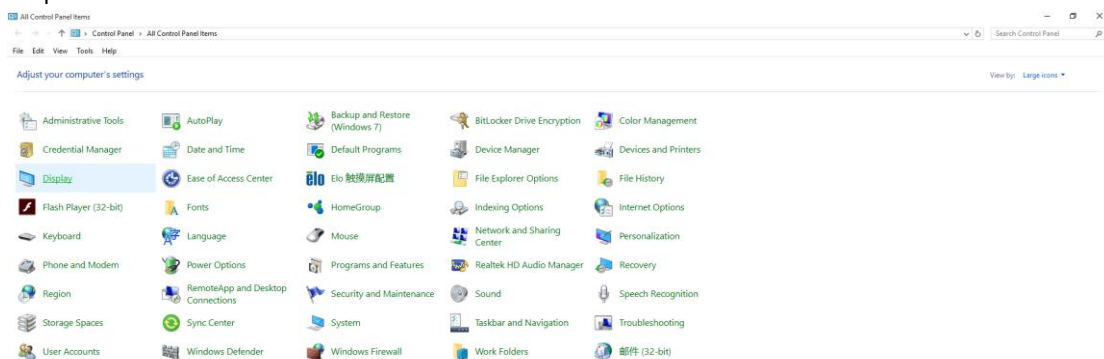 All Control Panel Items
Control Panel > All Control Panel Items
Search Control Panel
File Edit View Tools Help
Adjust your computer's settings
View by: Large icons
Administrative Tools
AutoPlay
Backup and Restore
(Windows 7)
BitLocker Drive Encryption
Color Management
Credential Manager
Date and Time
Default Programs
Device Manager
Devices and Printers
Display
Ease of Access Center
elo Elo 触摸屏配置
File Explorer Options
File History
Flash Player (32-bit)
Fonts
HomeGroup
Indexing Options
Internet Options
Keyboard
Language
Mouse
Network and Sharing
Center
Personalization
Phone and Modem
Power Options
Programs and Features
Realtek HD Audio Manager
Recovery
Region
RemoteApp and Desktop
Connections
Security and Maintenance
Sound
Speech Recognition
Storage Spaces
Sync Center
System
Taskbar and Navigation
Troubleshooting
User Accounts
Windows Defender
Windows Firewall
Work Folders
邮件 (32-bit)